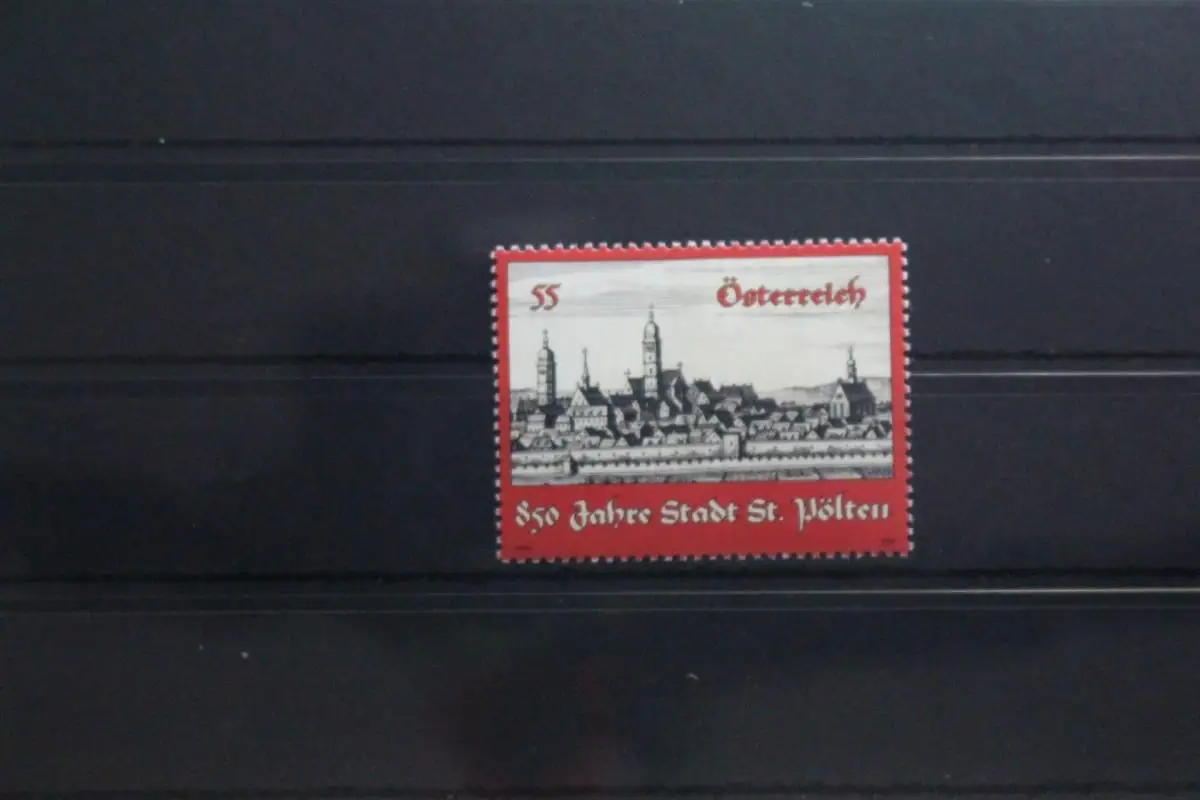 55 Österreich
850 Jahre Stadt St. Pölten